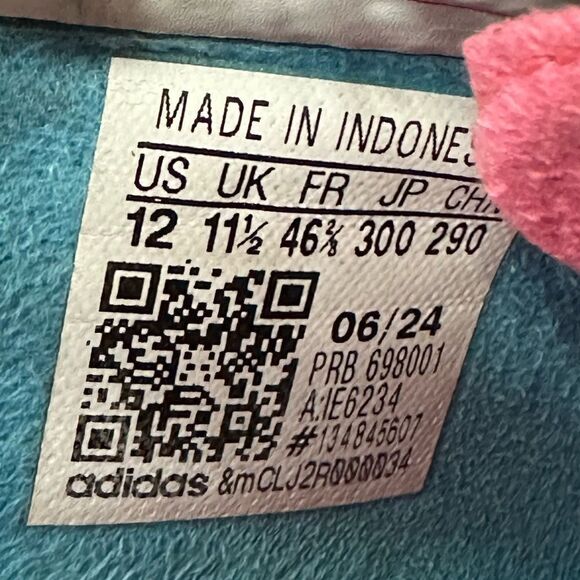 MADE IN INDONES
US UK FR JP CHN
12 11½ 46⅔ 300 290
06/24
PRB 698001
A:IE6234
#134845607
adidas &mCLJ2R000034